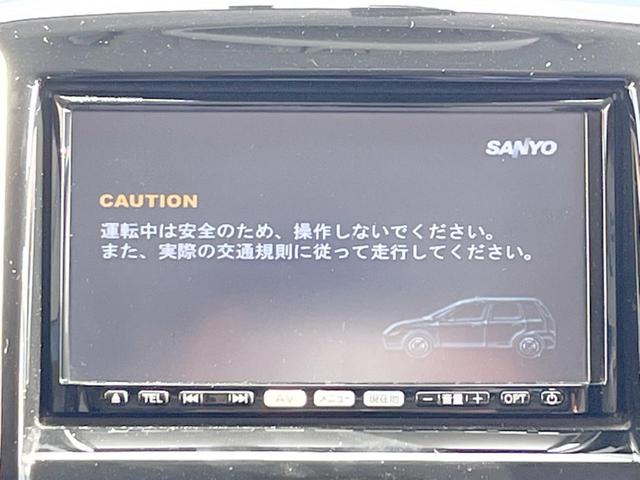 SANYO
CAUTION
運転中は安全のため、操作しないでください。
また、実際の交通規則に従って走行してください。
TEL AV メニュー 現在地 － 音量 ＋ OPT